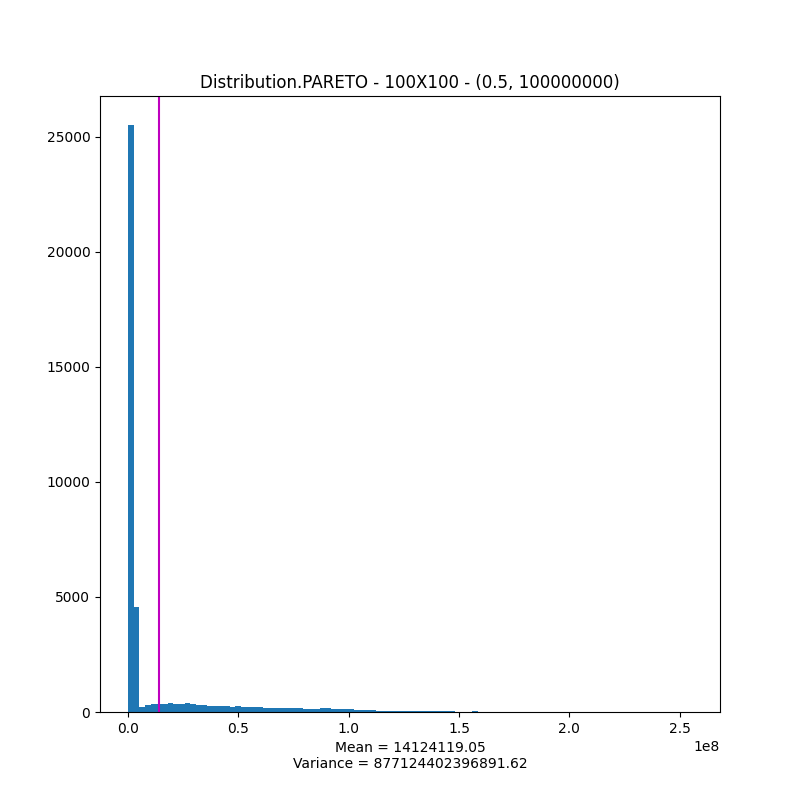 Distribution.PARETO - 100X100 - (0.5, 100000000)
25000
20000
15000
10000
5000
0
0.0 0.5 1.0 1.5 2.0 2.5
1e8
Mean = 14124119.05
Variance = 877124402396891.62